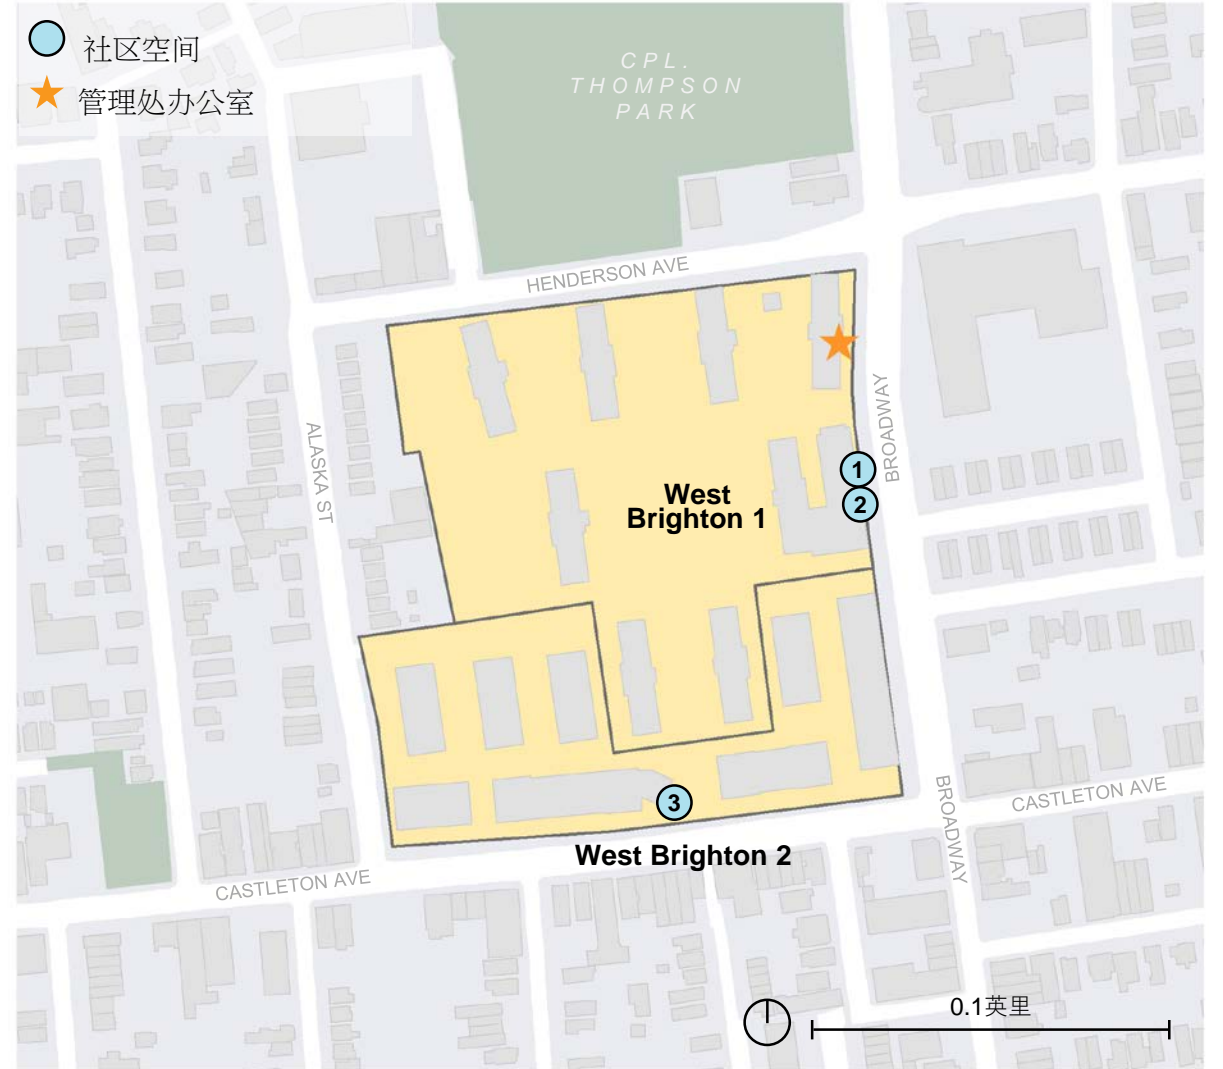 社区空间
管理处办公室
CPL.
THOMPSON
PARK
HENDERSON AVE
BROADWAY
ALASKA ST
1
2
West
Brighton 1
3
West Brighton 2
BROADWAY
CASTLETON AVE
CASTLETON AVE
0.1英里